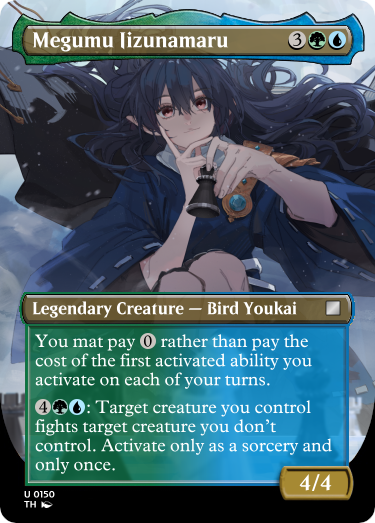 Megumu Iizunamaru 3
Legendary Creature — Bird Youkai
You mat pay 0 rather than pay the
cost of the first activated ability you
activate on each of your turns.
4: Target creature you control
fights target creature you don't
control. Activate only as a sorcery and
only once.
4/4
U 0150
TH